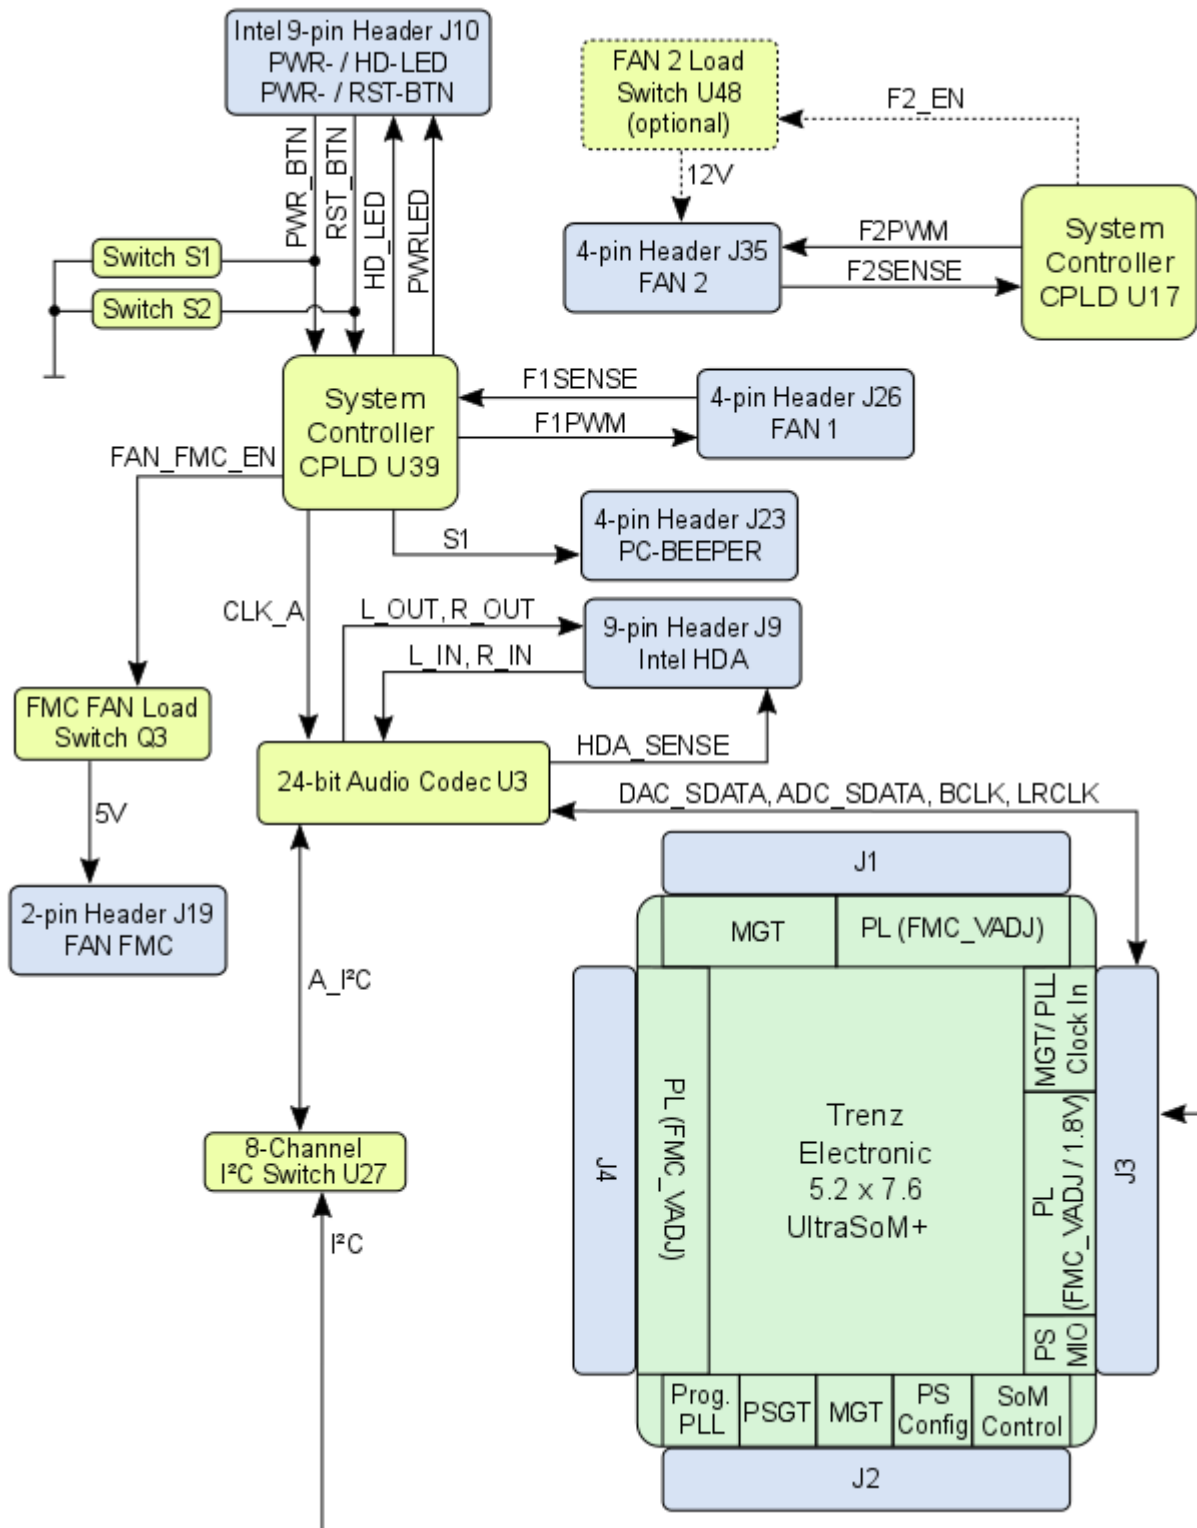 Intel 9-pin Header J10
PWR- / HD-LED
PWR- / RST-BTN
FAN 2 Load
Switch U48
(optional)
F2_EN
12V
PWR_BTN
RST_BTN
HD_LED
PWRLED
Switch S1
Switch S2
4-pin Header J35
FAN 2
F2PWM
F2SENSE
System
Controller
CPLD U17
System
Controller
CPLD U39
F1SENSE
F1PWM
4-pin Header J26
FAN 1
FAN_FMC_EN
S1
4-pin Header J23
PC-BEEPER
CLK_A
L_OUT, R_OUT
L_IN, R_IN
9-pin Header J9
Intel HDA
FMC FAN Load
Switch Q3
HDA_SENSE
24-bit Audio Codec U3
DAC_SDATA, ADC_SDATA, BCLK, LRCLK
5V
2-pin Header J19
FAN FMC
A_I²C
8-Channel
I²C Switch U27
I²C
J1
MGT
PL (FMC_VADJ)
J4
PL (FMC_VADJ)
Trenz
Electronic
5.2 x 7.6
UltraSoM+
MGT/ PLL
Clock In
PL
(FMC_VADJ / 1.8V)
PS
MIO
J3
Prog.
PLL
PSGT
MGT
PS
Config
SoM
Control
J2